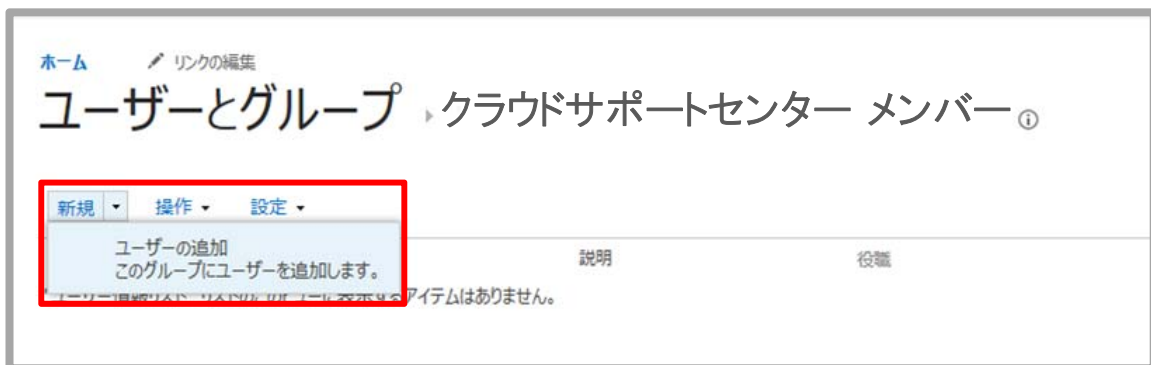 ホーム リンクの編集
ユーザーとグループ クラウドサポートセンター メンバー
新規 操作 設定
ユーザーの追加
このグループにユーザーを追加します。
説明 役職
アイテムはありません。